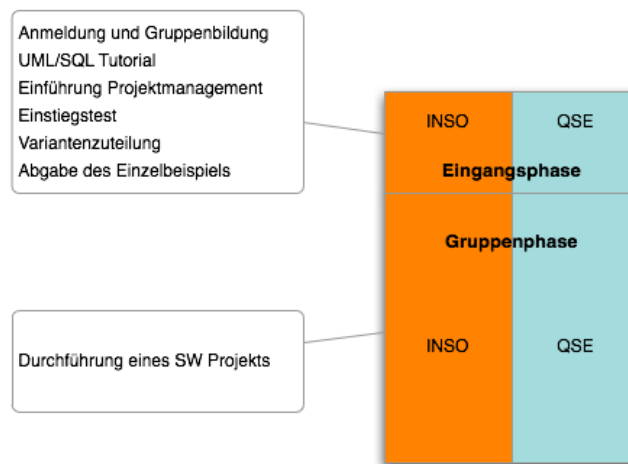 Anmeldung und Gruppenbildung
UML/SQL Tutorial
Einführung Projektmanagement
Einstiegstest
Variantenzuteilung
Abgabe des Einzelbeispiels
INSO QSE
Eingangsphase
Gruppenphase
Durchführung eines SW Projekts
INSO QSE